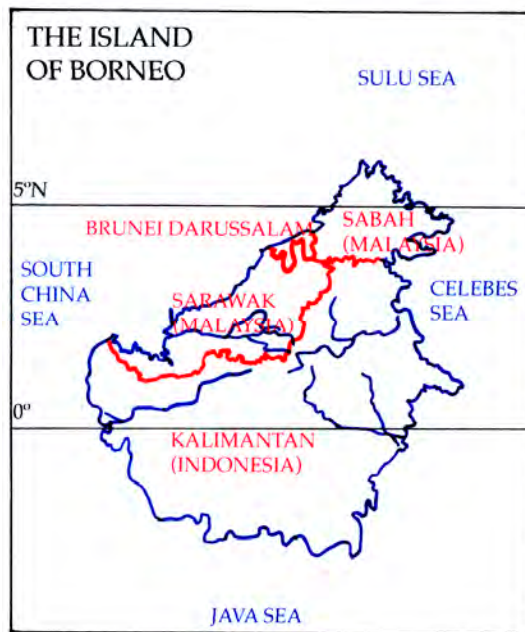 THE ISLAND
OF BORNEO
SULU SEA
5°N
BRUNEI DARUSSALAM
SABAH
(MALAYSIA)
SOUTH
CHINA
SEA
CELEBES
SEA
SARAWAK
(MALAYSIA)
0°
KALIMANTAN
(INDONESIA)
JAVA SEA